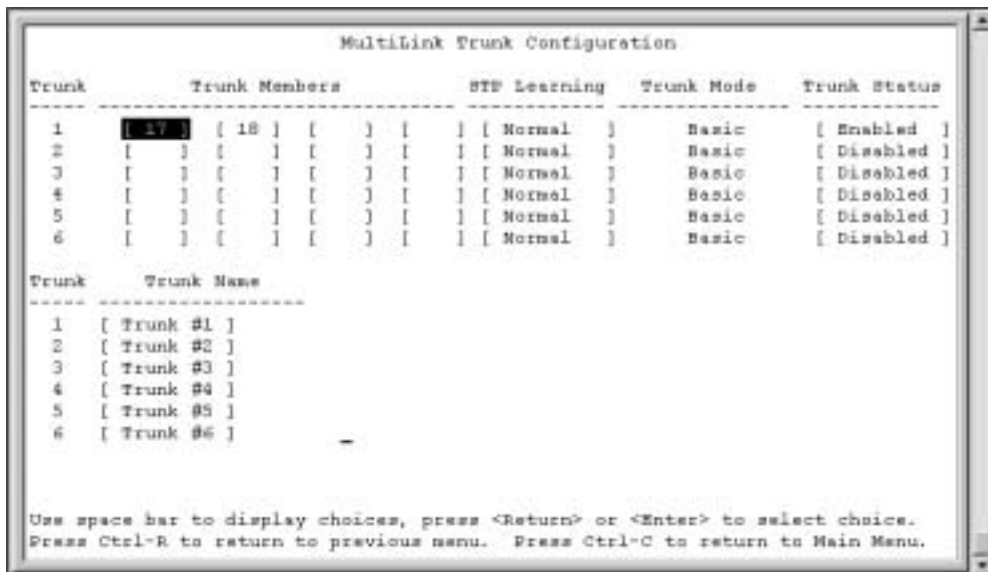 MultiLink Trunk Configuration
Trunk Trunk Members STP Learning Trunk Mode Trunk Status
----- ---------------------------------- -------------- --------------- -------------
1 [ 17 ] [ 18 ] [ ] [ ] [ Normal ] Basic [ Enabled ]
2 [ ] [ ] [ ] [ ] [ Normal ] Basic [ Disabled ]
3 [ ] [ ] [ ] [ ] [ Normal ] Basic [ Disabled ]
4 [ ] [ ] [ ] [ ] [ Normal ] Basic [ Disabled ]
5 [ ] [ ] [ ] [ ] [ Normal ] Basic [ Disabled ]
6 [ ] [ ] [ ] [ ] [ Normal ] Basic [ Disabled ]
Trunk Trunk Name
----- -------------------
1 [ Trunk #1 ]
2 [ Trunk #2 ]
3 [ Trunk #3 ]
4 [ Trunk #4 ]
5 [ Trunk #5 ]
6 [ Trunk #6 ]
Use space bar to display choices, press <Return> or <Enter> to select choice.
Press Ctrl-R to return to previous menu. Press Ctrl-C to return to Main Menu.